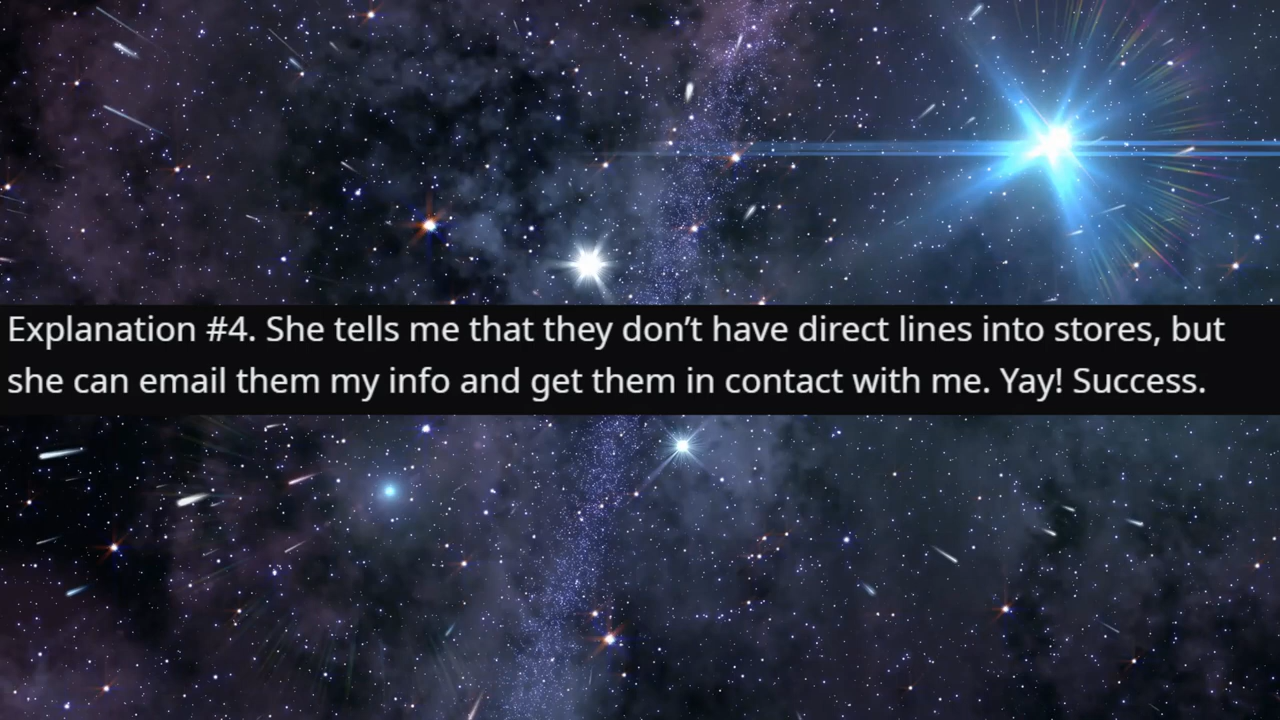 Explanation #4. She tells me that they don’t have direct lines into stores, but
she can email them my info and get them in contact with me. Yay! Success.